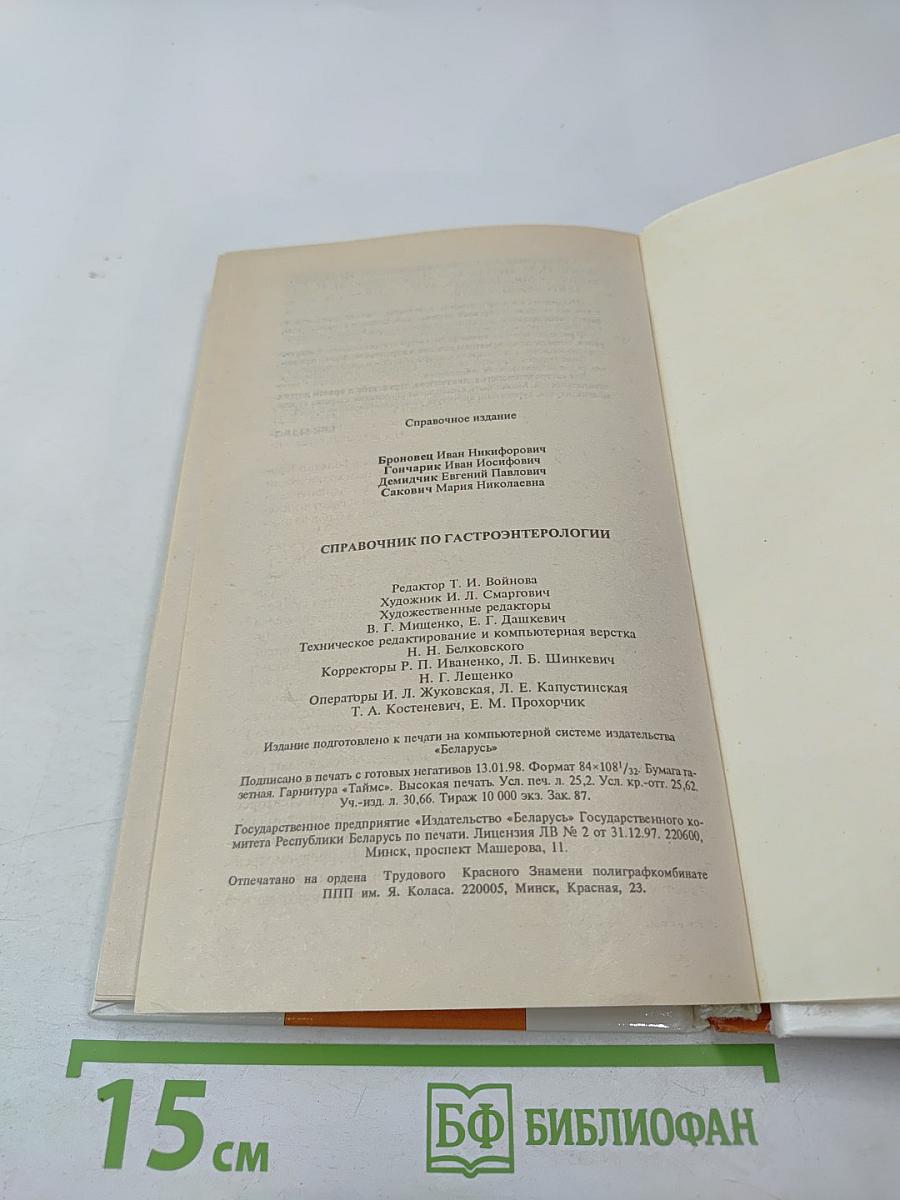 Справочное издание
Броновец Иван Никифорович
Гончарик Иван Иосифович
Демидчик Евгений Павлович
Сакович Мария Николаевна
СПРАВОЧНИК ПО ГАСТРОЭНТЕРОЛОГИИ
Редактор Т. И. Войнова
Художник И. Л. Смаргович
Художественные редакторы
В. Г. Мищенко, Е. Г. Дашкевич
Техническое редактирование и компьютерная верстка
Н. Н. Белковского
Корректоры Р. П. Иваненко, Л. Б. Шинкевич
Н. Г. Лещенко
Операторы И. Л. Жуковская, Л. Е. Капустинская
Т. А. Костеневич, Е. М. Прохорчик
Издание подготовлено к печати на компьютерной системе издательства
«Беларусь»
Подписано в печать с готовых негативов 13.01.98. Формат 84×108¹/₃₂. Бумага га-
зетная. Гарнитура «Таймс». Высокая печать. Усл. печ. л. 25,2. Усл. кр.-отт. 25,62.
Уч.-изд. л. 30,66. Тираж 10 000 экз. Зак. 87.
Государственное предприятие «Издательство «Беларусь» Государственного ко-
митета Республики Беларусь по печати. Лицензия ЛВ № 2 от 31.12.97. 220600,
Минск, проспект Машерова, 11.
Отпечатано на ордена Трудового Красного Знамени полиграфкомбинате
ППП им. Я. Коласа. 220005, Минск, Красная, 23.
15 см
БФ БИБЛИОФАН